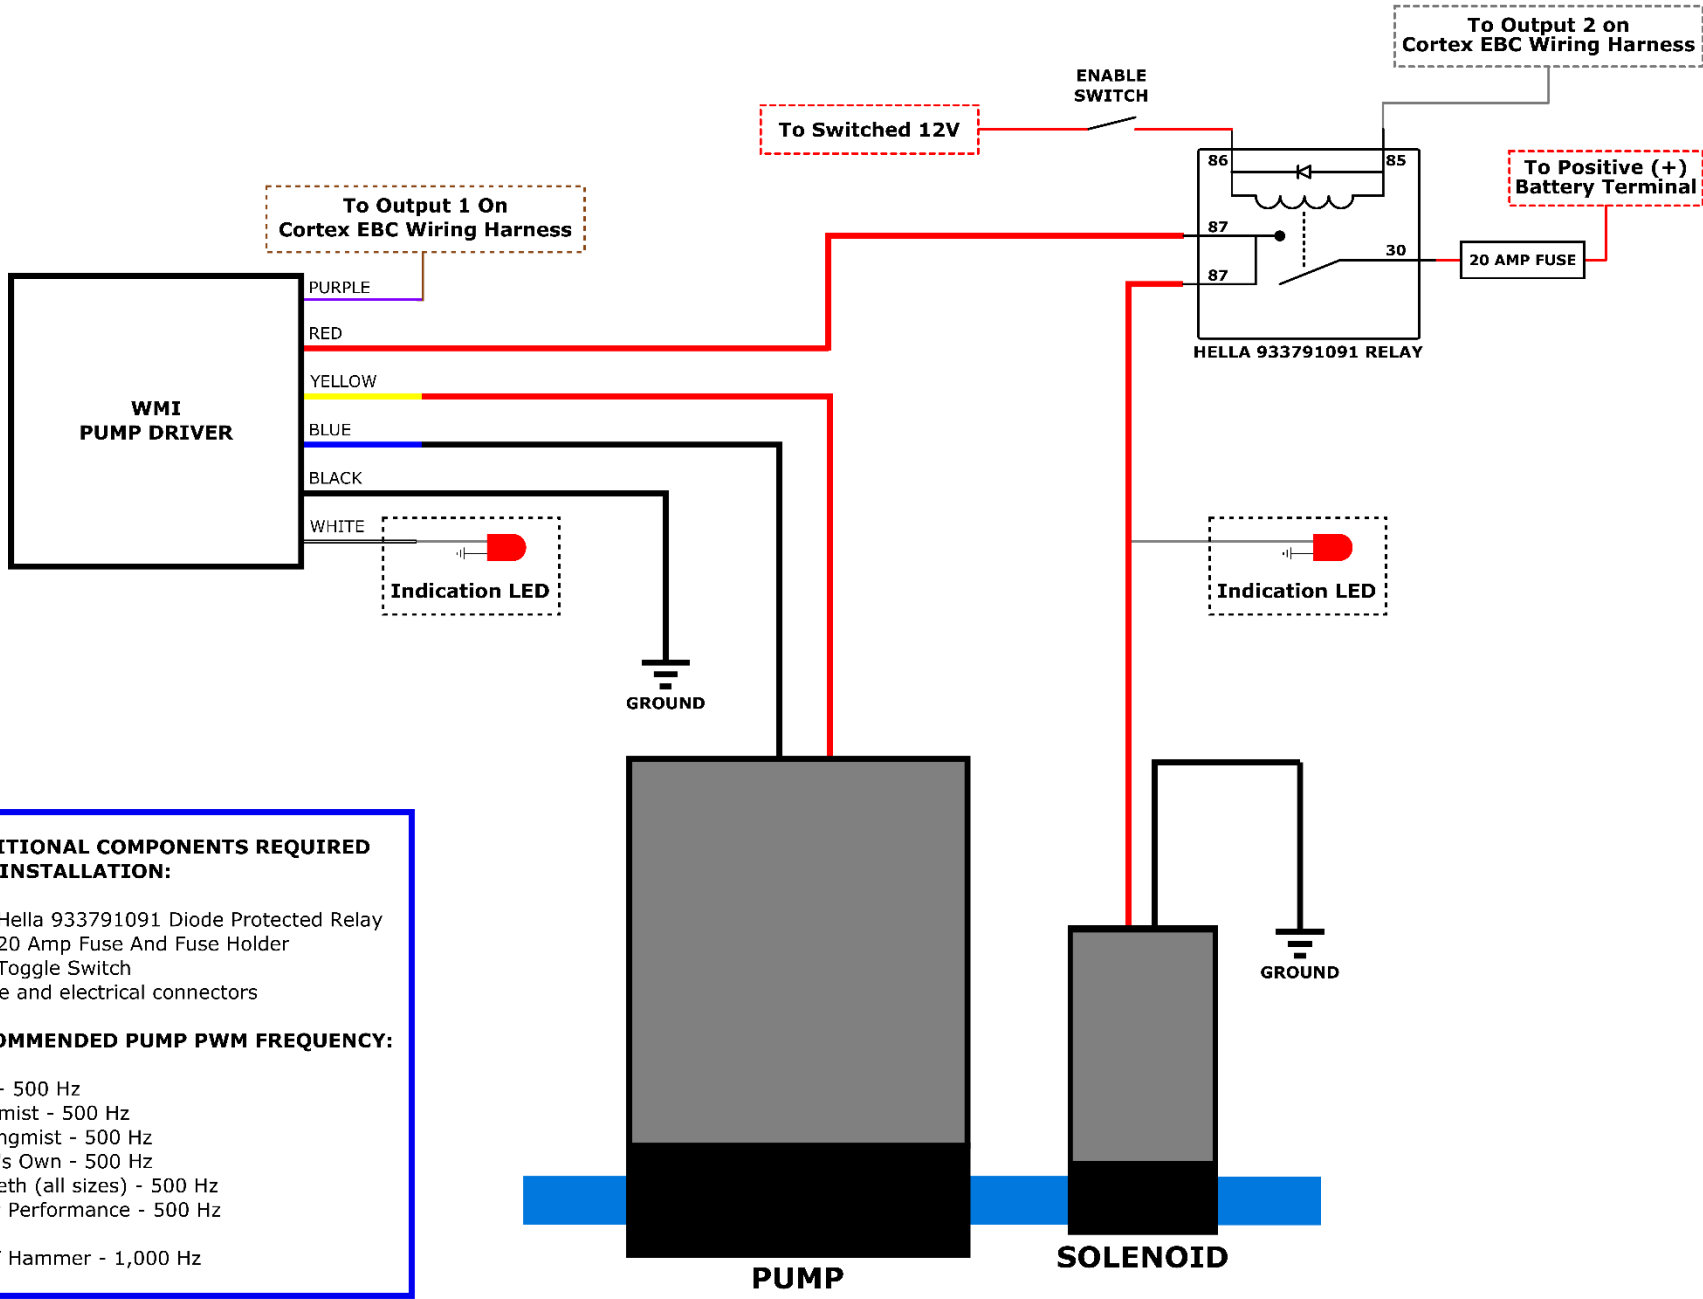 To Output 2 on
Cortex EBC Wiring Harness
ENABLE
SWITCH
To Switched 12V
86
85
To Positive (+)
Battery Terminal
To Output 1 On
Cortex EBC Wiring Harness
87
30
20 AMP FUSE
87
HELLA 933791091 RELAY
PURPLE
RED
YELLOW
BLUE
BLACK
WHITE
WMI
PUMP DRIVER
Indication LED
Indication LED
GROUND
GROUND
ITIONAL COMPONENTS REQUIRED
INSTALLATION:
Hella 933791091 Diode Protected Relay
20 Amp Fuse And Fuse Holder
Toggle Switch
e and electrical connectors
OMMENDED PUMP PWM FREQUENCY:
- 500 Hz
mist - 500 Hz
ngmist - 500 Hz
's Own - 500 Hz
eth (all sizes) - 500 Hz
Performance - 500 Hz
Hammer - 1,000 Hz
PUMP
SOLENOID